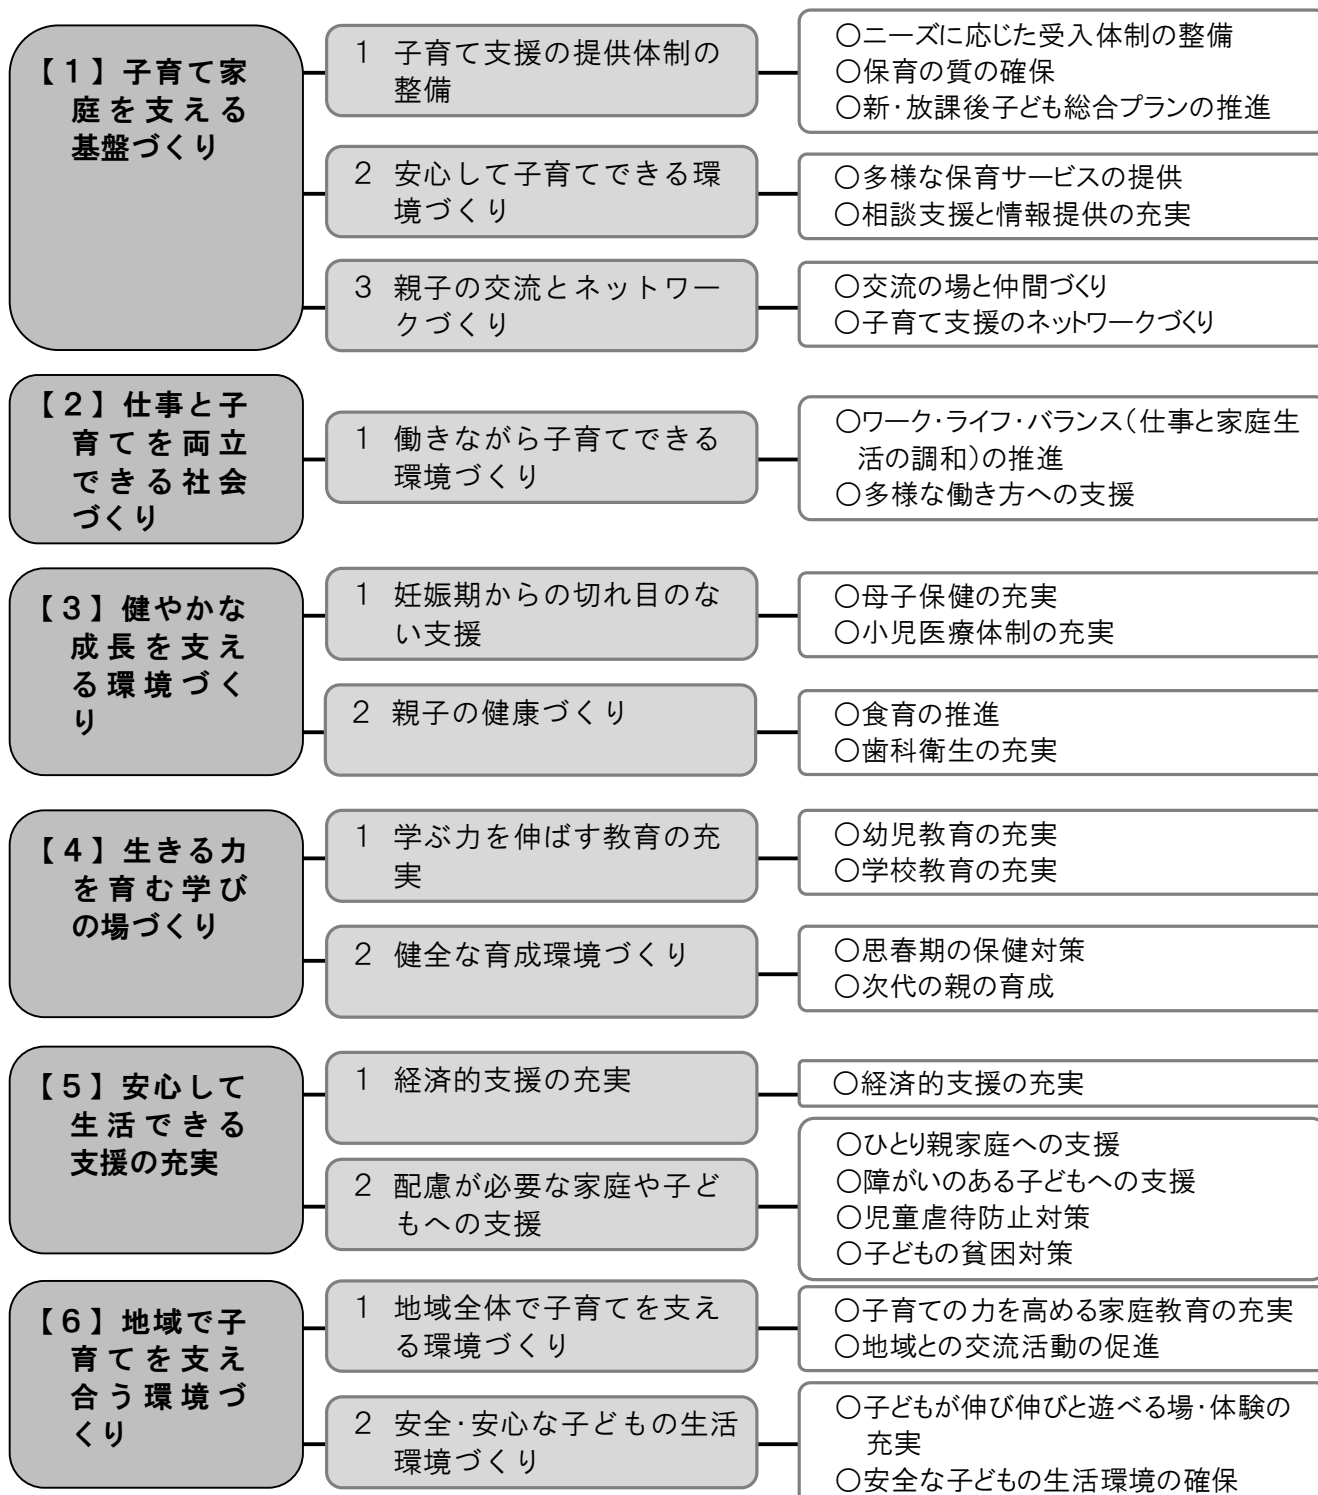 【１】子育て家
庭を支える
基盤づくり
1 子育て支援の提供体制の
整備
○ニーズに応じた受入体制の整備
○保育の質の確保
○新・放課後子ども総合プランの推進
2 安心して子育てできる環
境づくり
○多様な保育サービスの提供
○相談支援と情報提供の充実
3 親子の交流とネットワー
クづくり
○交流の場と仲間づくり
○子育て支援のネットワークづくり
【２】仕事と子
育てを両立
できる社会
づくり
1 働きながら子育てできる
環境づくり
○ワーク・ライフ・バランス（仕事と家庭生
活の調和）の推進
○多様な働き方への支援
【３】健やかな
成長を支え
る環境づく
り
1 妊娠期からの切れ目のな
い支援
○母子保健の充実
○小児医療体制の充実
2 親子の健康づくり
○食育の推進
○歯科衛生の充実
【４】生きる力
を育む学び
の場づくり
1 学ぶ力を伸ばす教育の充
実
○幼児教育の充実
○学校教育の充実
2 健全な育成環境づくり
○思春期の保健対策
○次代の親の育成
【５】安心して
生活できる
支援の充実
1 経済的支援の充実
○経済的支援の充実
2 配慮が必要な家庭や子ど
もへの支援
○ひとり親家庭への支援
○障がいのある子どもへの支援
○児童虐待防止対策
○子どもの貧困対策
【６】地域で子
育てを支え
合う環境づ
くり
1 地域全体で子育てを支え
る環境づくり
○子育ての力を高める家庭教育の充実
○地域との交流活動の促進
2 安全・安心な子どもの生活
環境づくり
○子どもが伸び伸びと遊べる場・体験の
充実
○安全な子どもの生活環境の確保